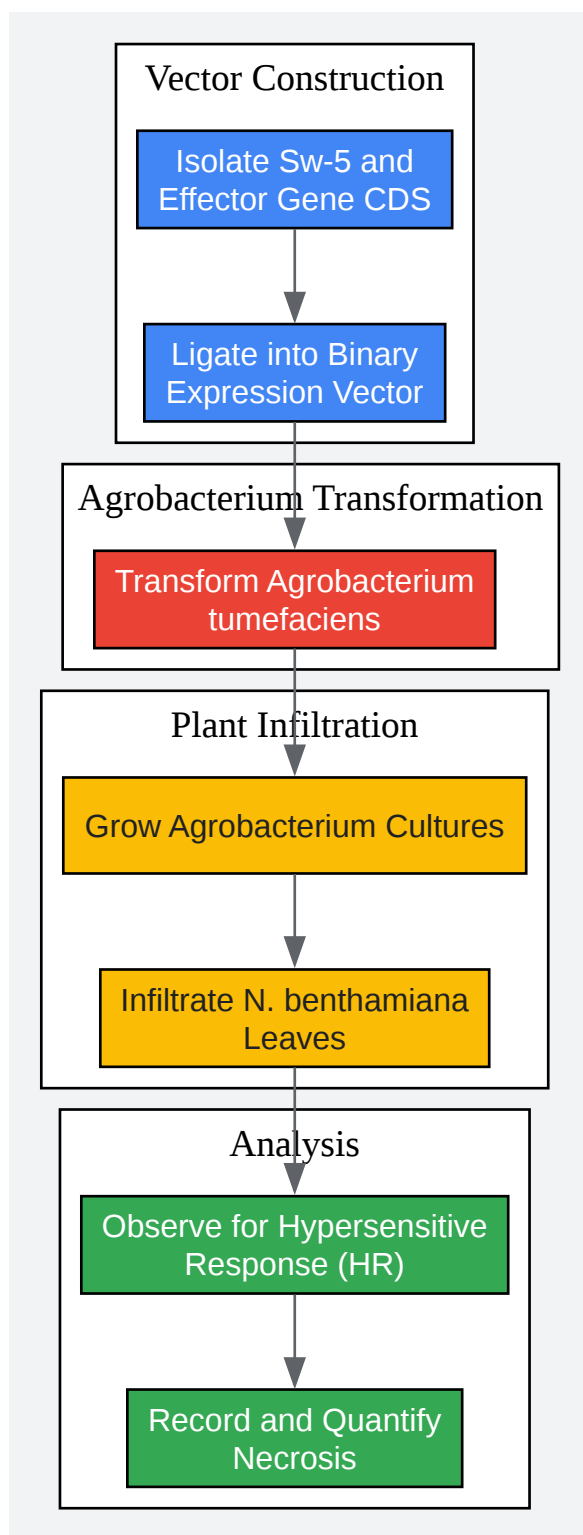 Vector Construction
Isolate Sw-5 and
Effector Gene CDS
Ligate into Binary
Expression Vector
Agrobacterium Transformation
Transform Agrobacterium
tumefaciens
Plant Infiltration
Grow Agrobacterium Cultures
Infiltrate N. benthamiana
Leaves
Analysis
Observe for Hypersensitive
Response (HR)
Record and Quantify
Necrosis